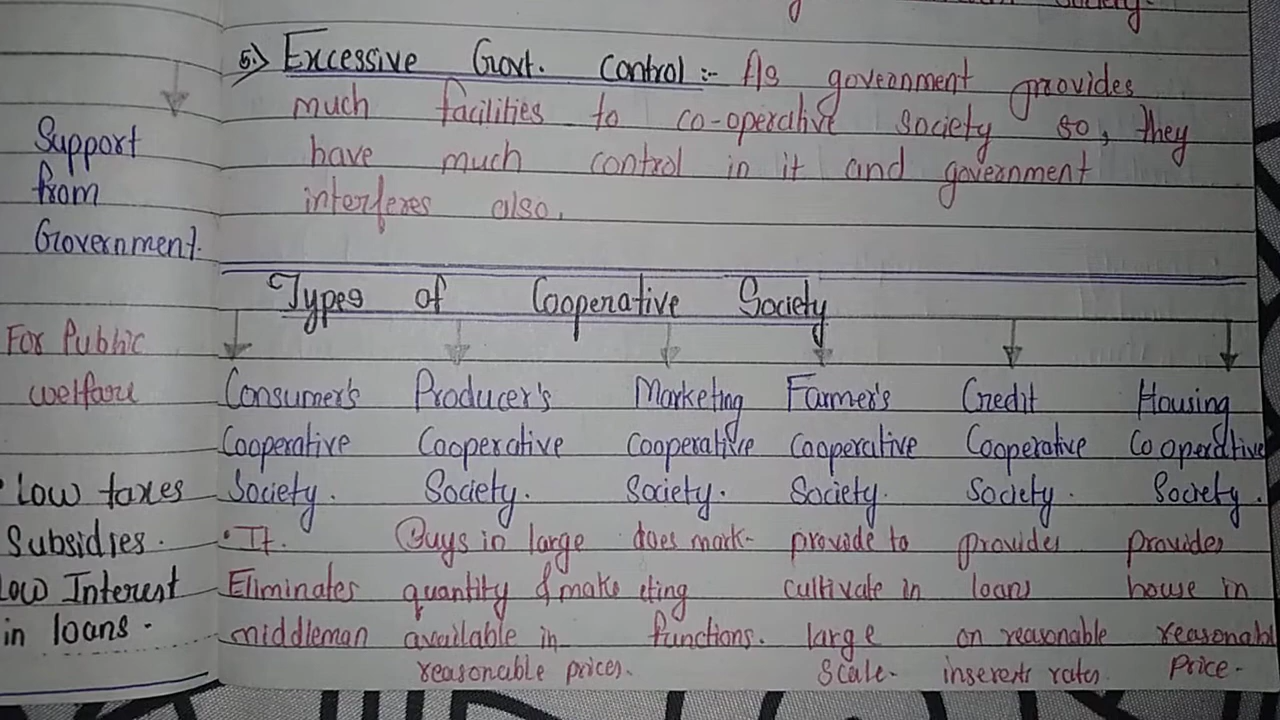 Society.
5.) Excessive Govt. Control :- As government provides
much facilities to co-operative society so, they
have much control in it and government
interferes also.
Support
from
Government.
For Public
welfare
• Low taxes
Subsidies.
Low Interest
in loans.
Types of Cooperative Society
Consumer's Producer's Marketing Farmer's Credit Housing
Cooperative Cooperative Cooperative Cooperative Cooperative Cooperative
Society. Society. Society. Society. Society. Society.
• It. Buys in large does mark- provide to provides provides
Eliminates quantity & make eting cultivate in loans house in
middleman available in functions. large on reasonable reasonabl
reasonable prices. scale. inserests rates. Price.